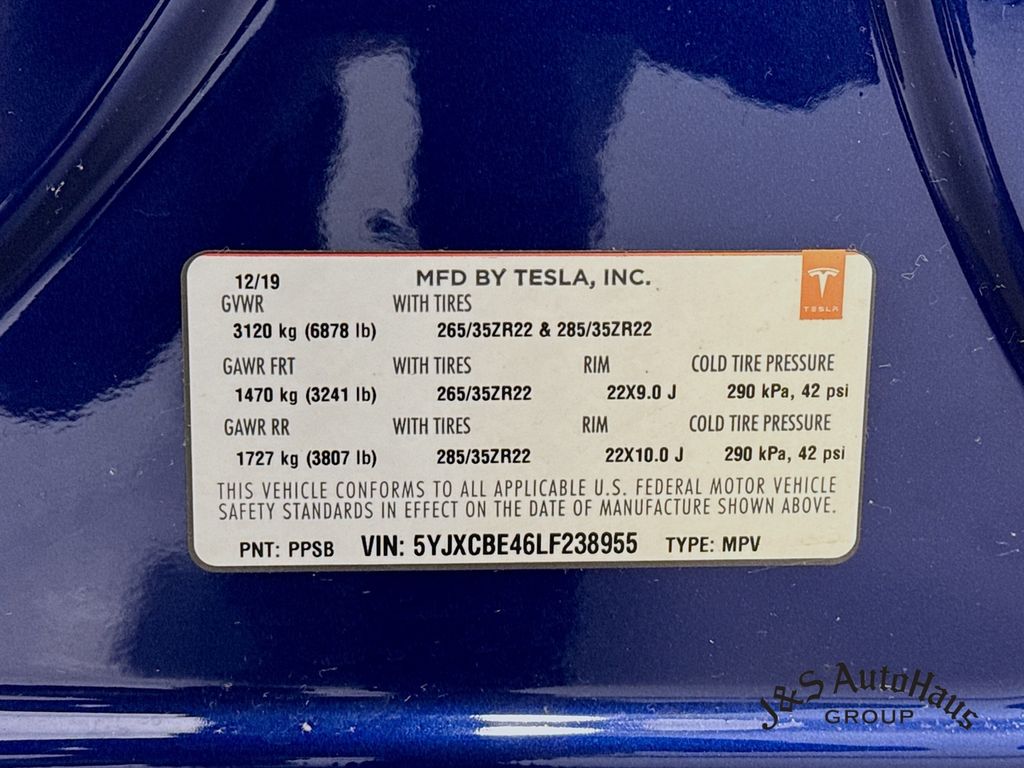 12/19 MFD BY TESLA, INC.
TESLA
GVWR WITH TIRES
3120 kg (6878 lb) 265/35ZR22 & 285/35ZR22
GAWR FRT WITH TIRES RIM COLD TIRE PRESSURE
1470 kg (3241 lb) 265/35ZR22 22X9.0 J 290 kPa, 42 psi
GAWR RR WITH TIRES RIM COLD TIRE PRESSURE
1727 kg (3807 lb) 285/35ZR22 22X10.0 J 290 kPa, 42 psi
THIS VEHICLE CONFORMS TO ALL APPLICABLE U.S. FEDERAL MOTOR VEHICLE
SAFETY STANDARDS IN EFFECT ON THE DATE OF MANUFACTURE SHOWN ABOVE.
PNT: PPSB VIN: 5YJXCBE46LF238955 TYPE: MPV
J&S AutoHaus
GROUP